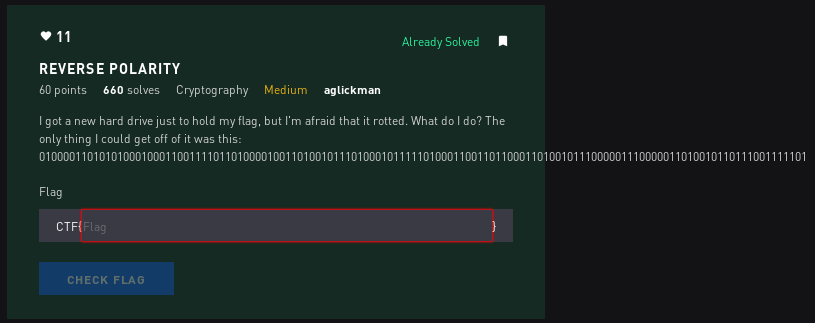 11
Already Solved
REVERSE POLARITY
60 points 660 solves Cryptography Medium aglickman
I got a new hard drive just to hold my flag, but I'm afraid that it rotted. What do I do? The
only thing I could get off of it was this:
01000011010101000100011001111011010000100110100101110100010111110100011001101100011010010111000001110000011010010110111001111101
Flag
CTF{Flag}
CHECK FLAG